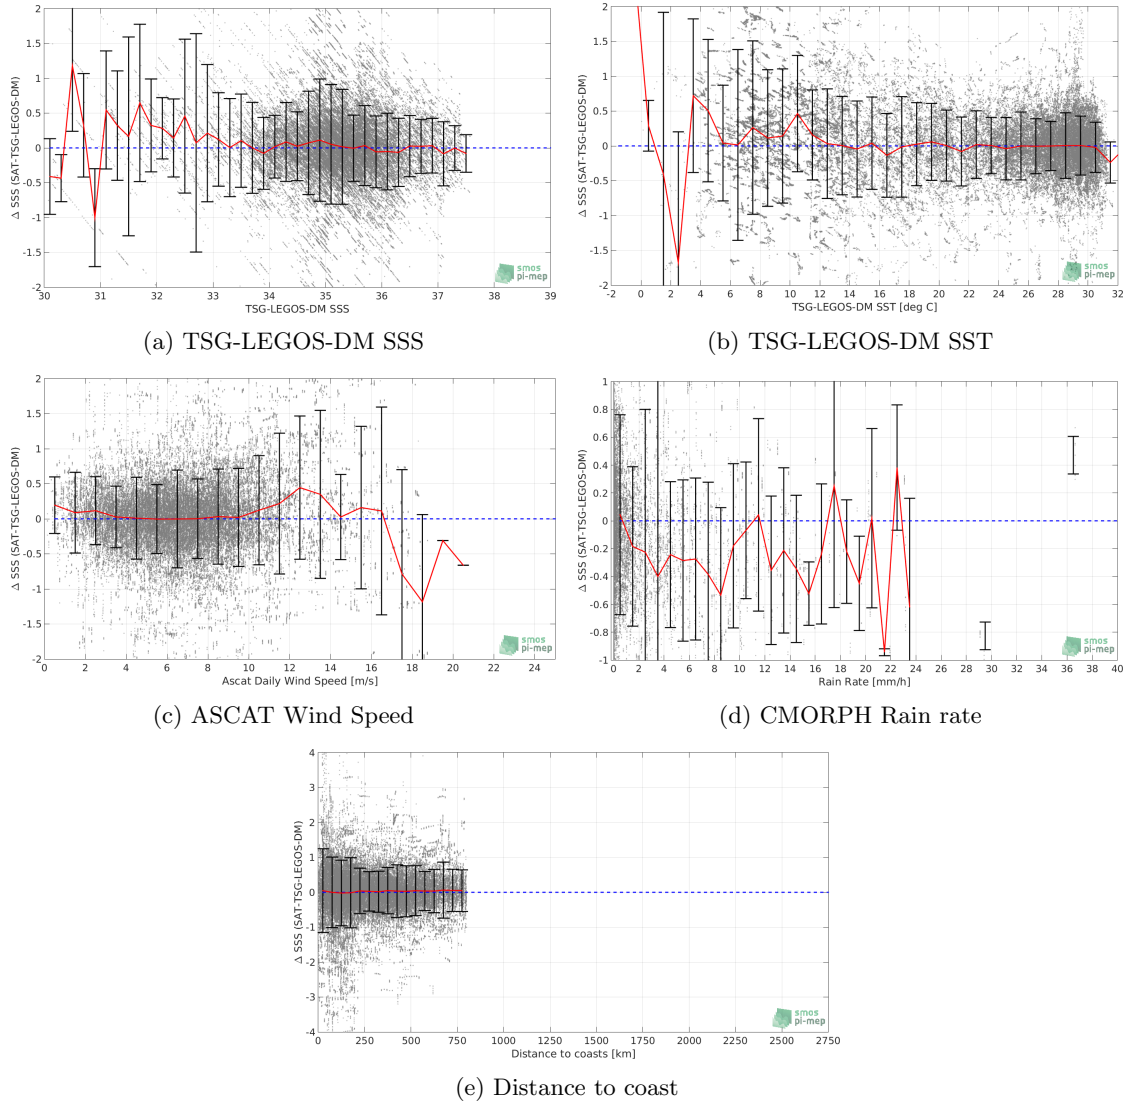 2
1.5
1
0.5
0
-0.5
-1
-1.5
-2
Δ SSS (SAT-TSG-LEGOS-DM)
30 31 32 33 34 35 36 37 38 39
TSG-LEGOS-DM SSS
smos
pi-mep
(a) TSG-LEGOS-DM SSS
2
1.5
1
0.5
0
-0.5
-1
-1.5
-2
Δ SSS (SAT-TSG-LEGOS-DM)
-2 0 2 4 6 8 10 12 14 16 18 20 22 24 26 28 30 32
TSG-LEGOS-DM SST [deg C]
smos
pi-mep
(b) TSG-LEGOS-DM SST
2
1.5
1
0.5
0
-0.5
-1
-1.5
-2
Δ SSS (SAT-TSG-LEGOS-DM)
0 2 4 6 8 10 12 14 16 18 20 22 24
Ascat Daily Wind Speed [m/s]
smos
pi-mep
(c) ASCAT Wind Speed
1
0.8
0.6
0.4
0.2
0
-0.2
-0.4
-0.6
-0.8
-1
Δ SSS (SAT-TSG-LEGOS-DM)
0 2 4 6 8 10 12 14 16 18 20 22 24 26 28 30 32 34 36 38 40
Rain Rate [mm/h]
smos
pi-mep
(d) CMORPH Rain rate
4
3
2
1
0
-1
-2
-3
-4
Δ SSS (SAT-TSG-LEGOS-DM)
0 250 500 750 1000 1250 1500 1750 2000 2250 2500 2750
Distance to coasts [km]
smos
pi-mep
(e) Distance to coast